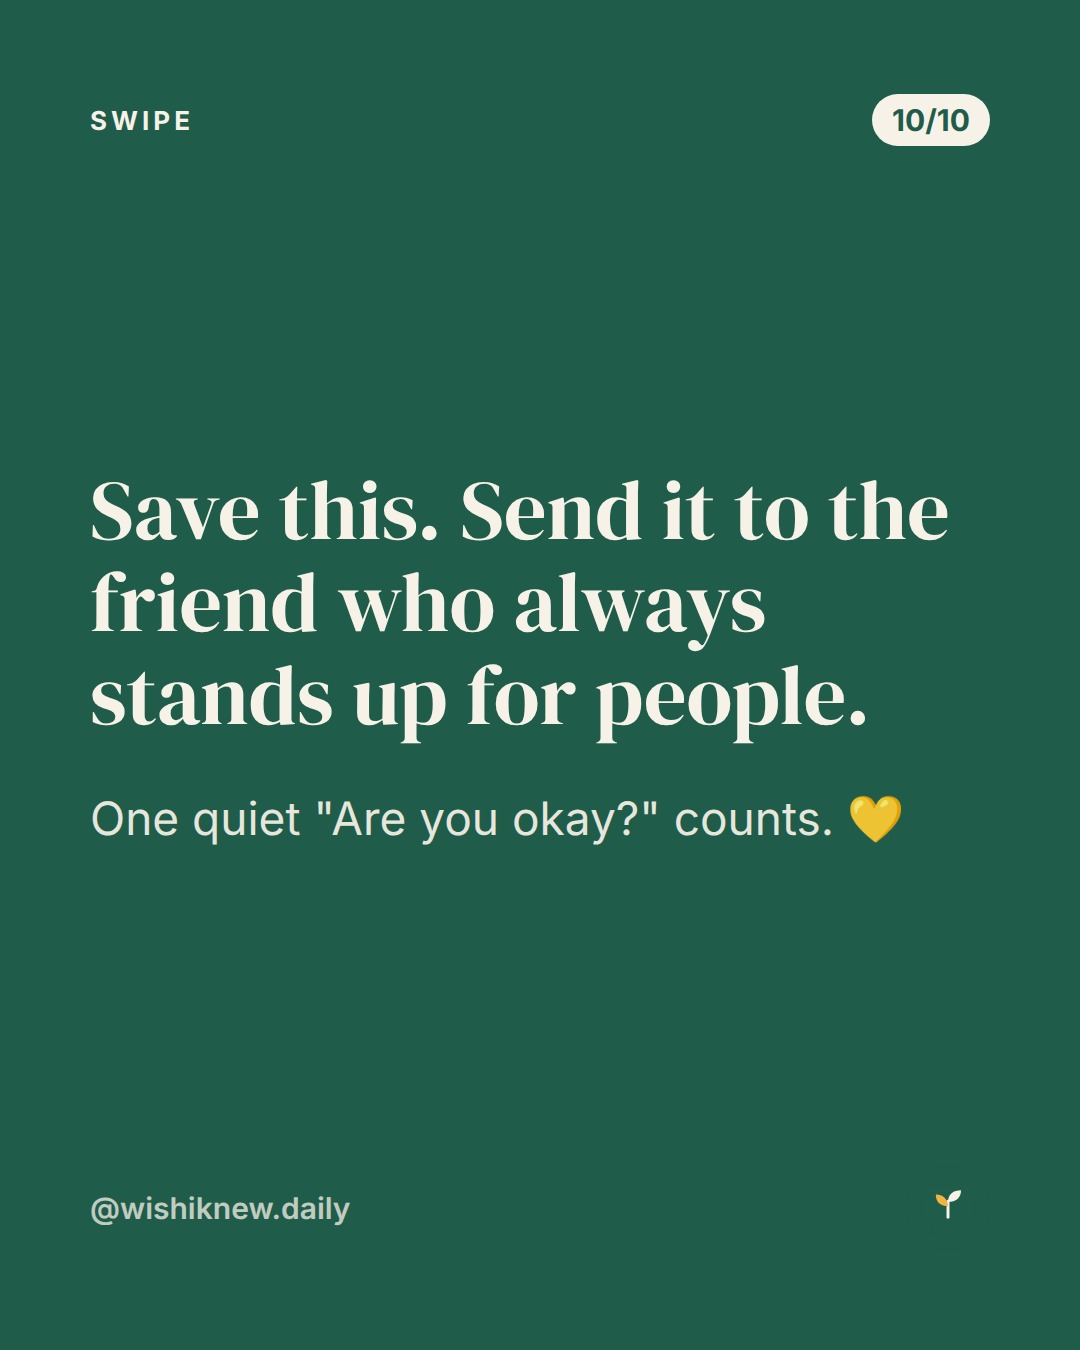 SWIPE
10/10
Save this. Send it to the
friend who always
stands up for people.
One quiet "Are you okay?" counts. 💛
@wishiknew.daily